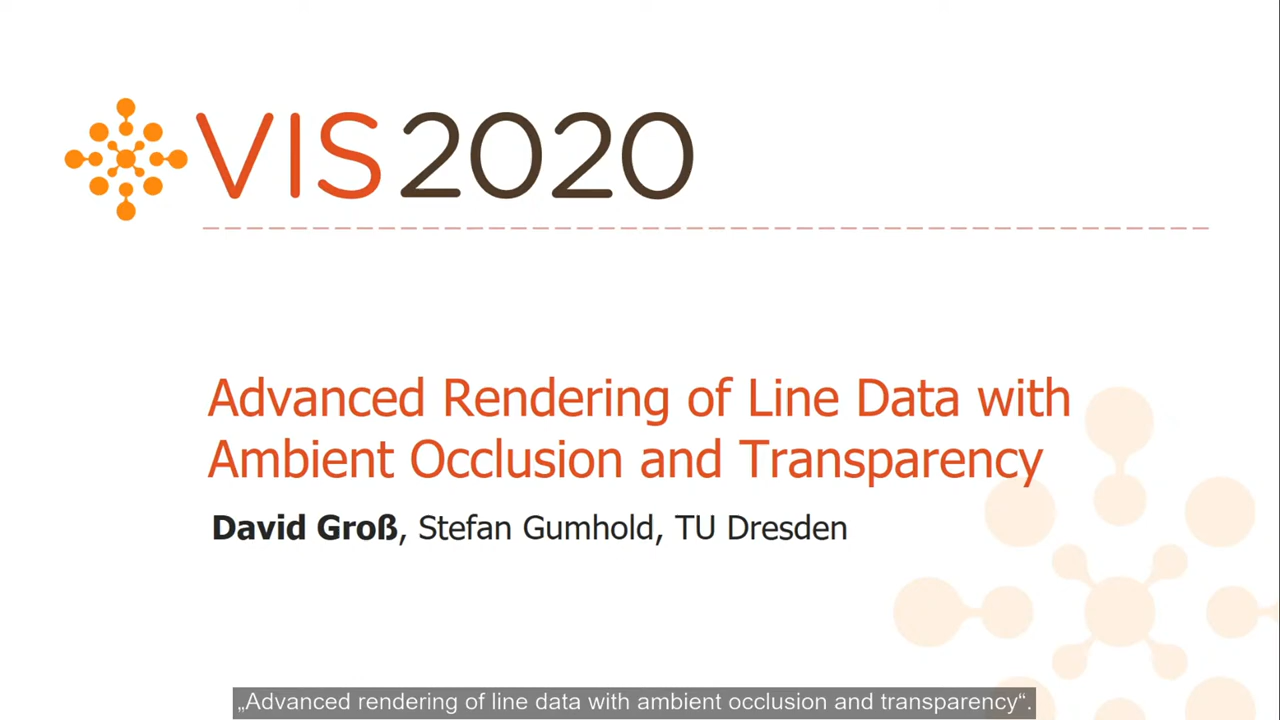 VIS2020
Advanced Rendering of Line Data with
Ambient Occlusion and Transparency
David Groß, Stefan Gumhold, TU Dresden
„Advanced rendering of line data with ambient occlusion and transparency“.